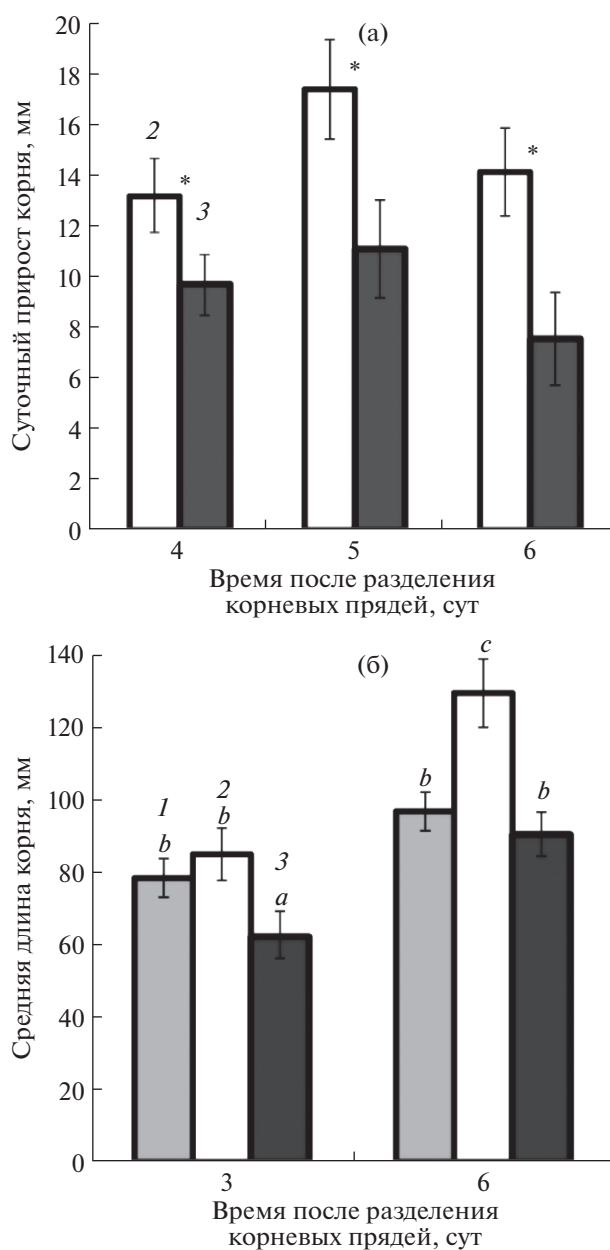 (а)
Суточный прирост корня, мм
20
18
16
14
12
10
8
6
4
2
0
2
*
3
*
*
4 5 6
Время после разделения
корневых прядей, сут
(б)
Средняя длина корня, мм
140
120
100
80
60
40
20
0
1
b
2
b
3
a
b
c
b
3 6
Время после разделения
корневых прядей, сут